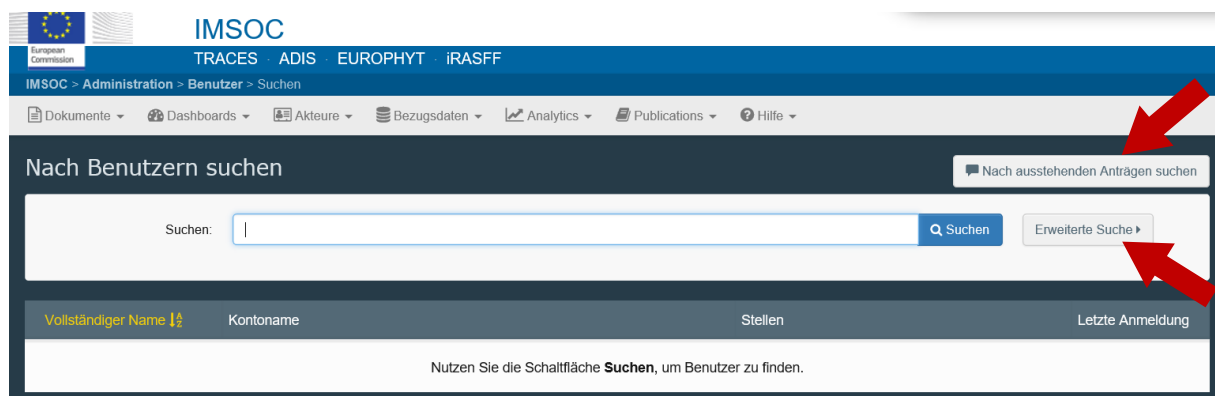 IMSOC
European
Commission
TRACES · ADIS · EUROPHYT · iRASFF
IMSOC > Administration > Benutzer > Suchen
Dokumente Dashboards Akteure Bezugsdaten Analytics Publications Hilfe
Nach Benutzern suchen
Nach ausstehenden Anträgen suchen
Suchen: Suchen Erweiterte Suche
Vollständiger Name Kontoname Stellen Letzte Anmeldung
Nutzen Sie die Schaltfläche Suchen, um Benutzer zu finden.